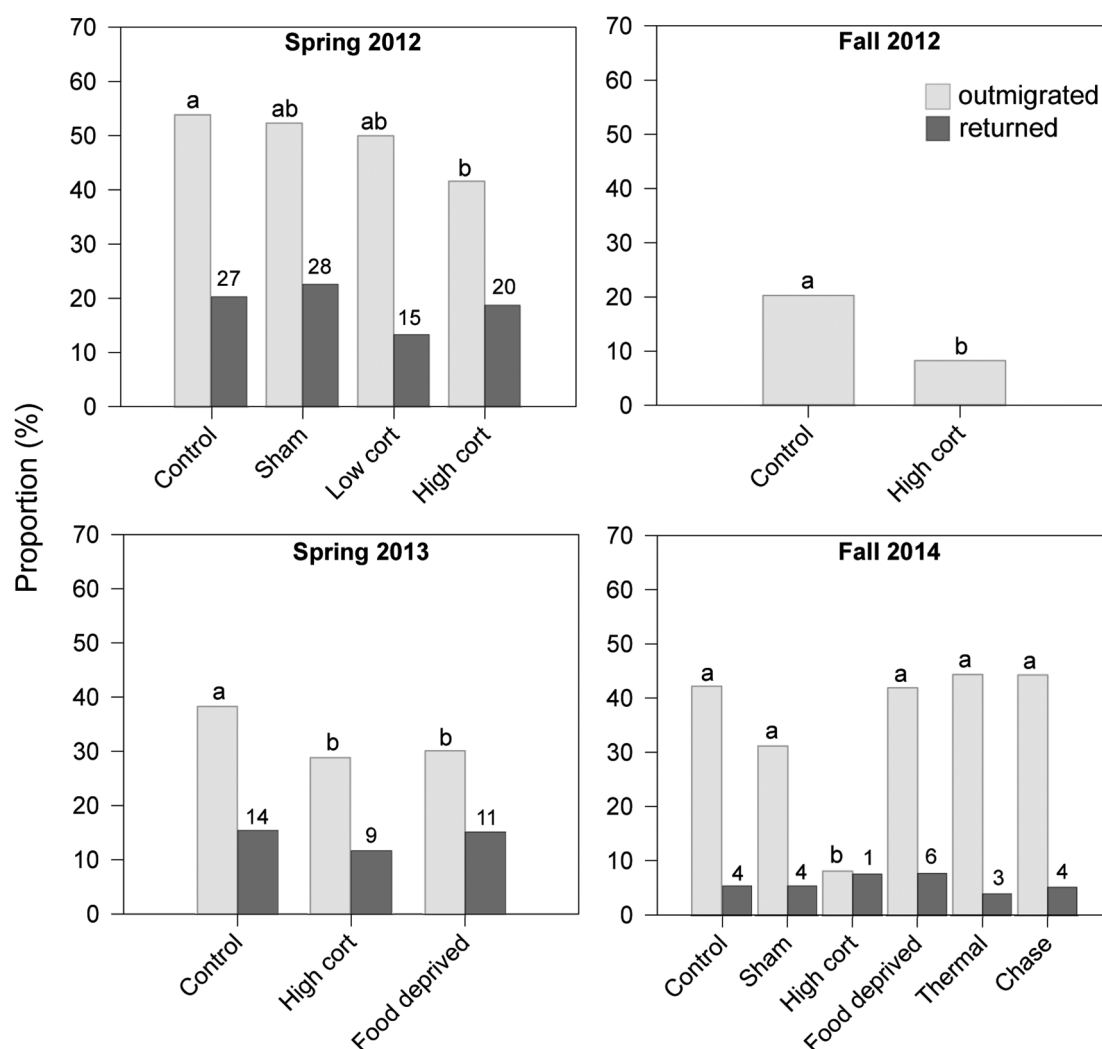 Proportion (%)
Spring 2012
70
60
50
40
30
20
10
0
a
ab
ab
b
27
28
15
20
Control
Sham
Low cort
High cort
Fall 2012
outmigrated
returned
70
60
50
40
30
20
10
0
a
b
Control
High cort
Spring 2013
70
60
50
40
30
20
10
0
a
b
b
14
9
11
Control
High cort
Food deprived
Fall 2014
70
60
50
40
30
20
10
0
a
a
b
a
a
a
4
4
1
6
3
4
Control
Sham
High cort
Food deprived
Thermal
Chase